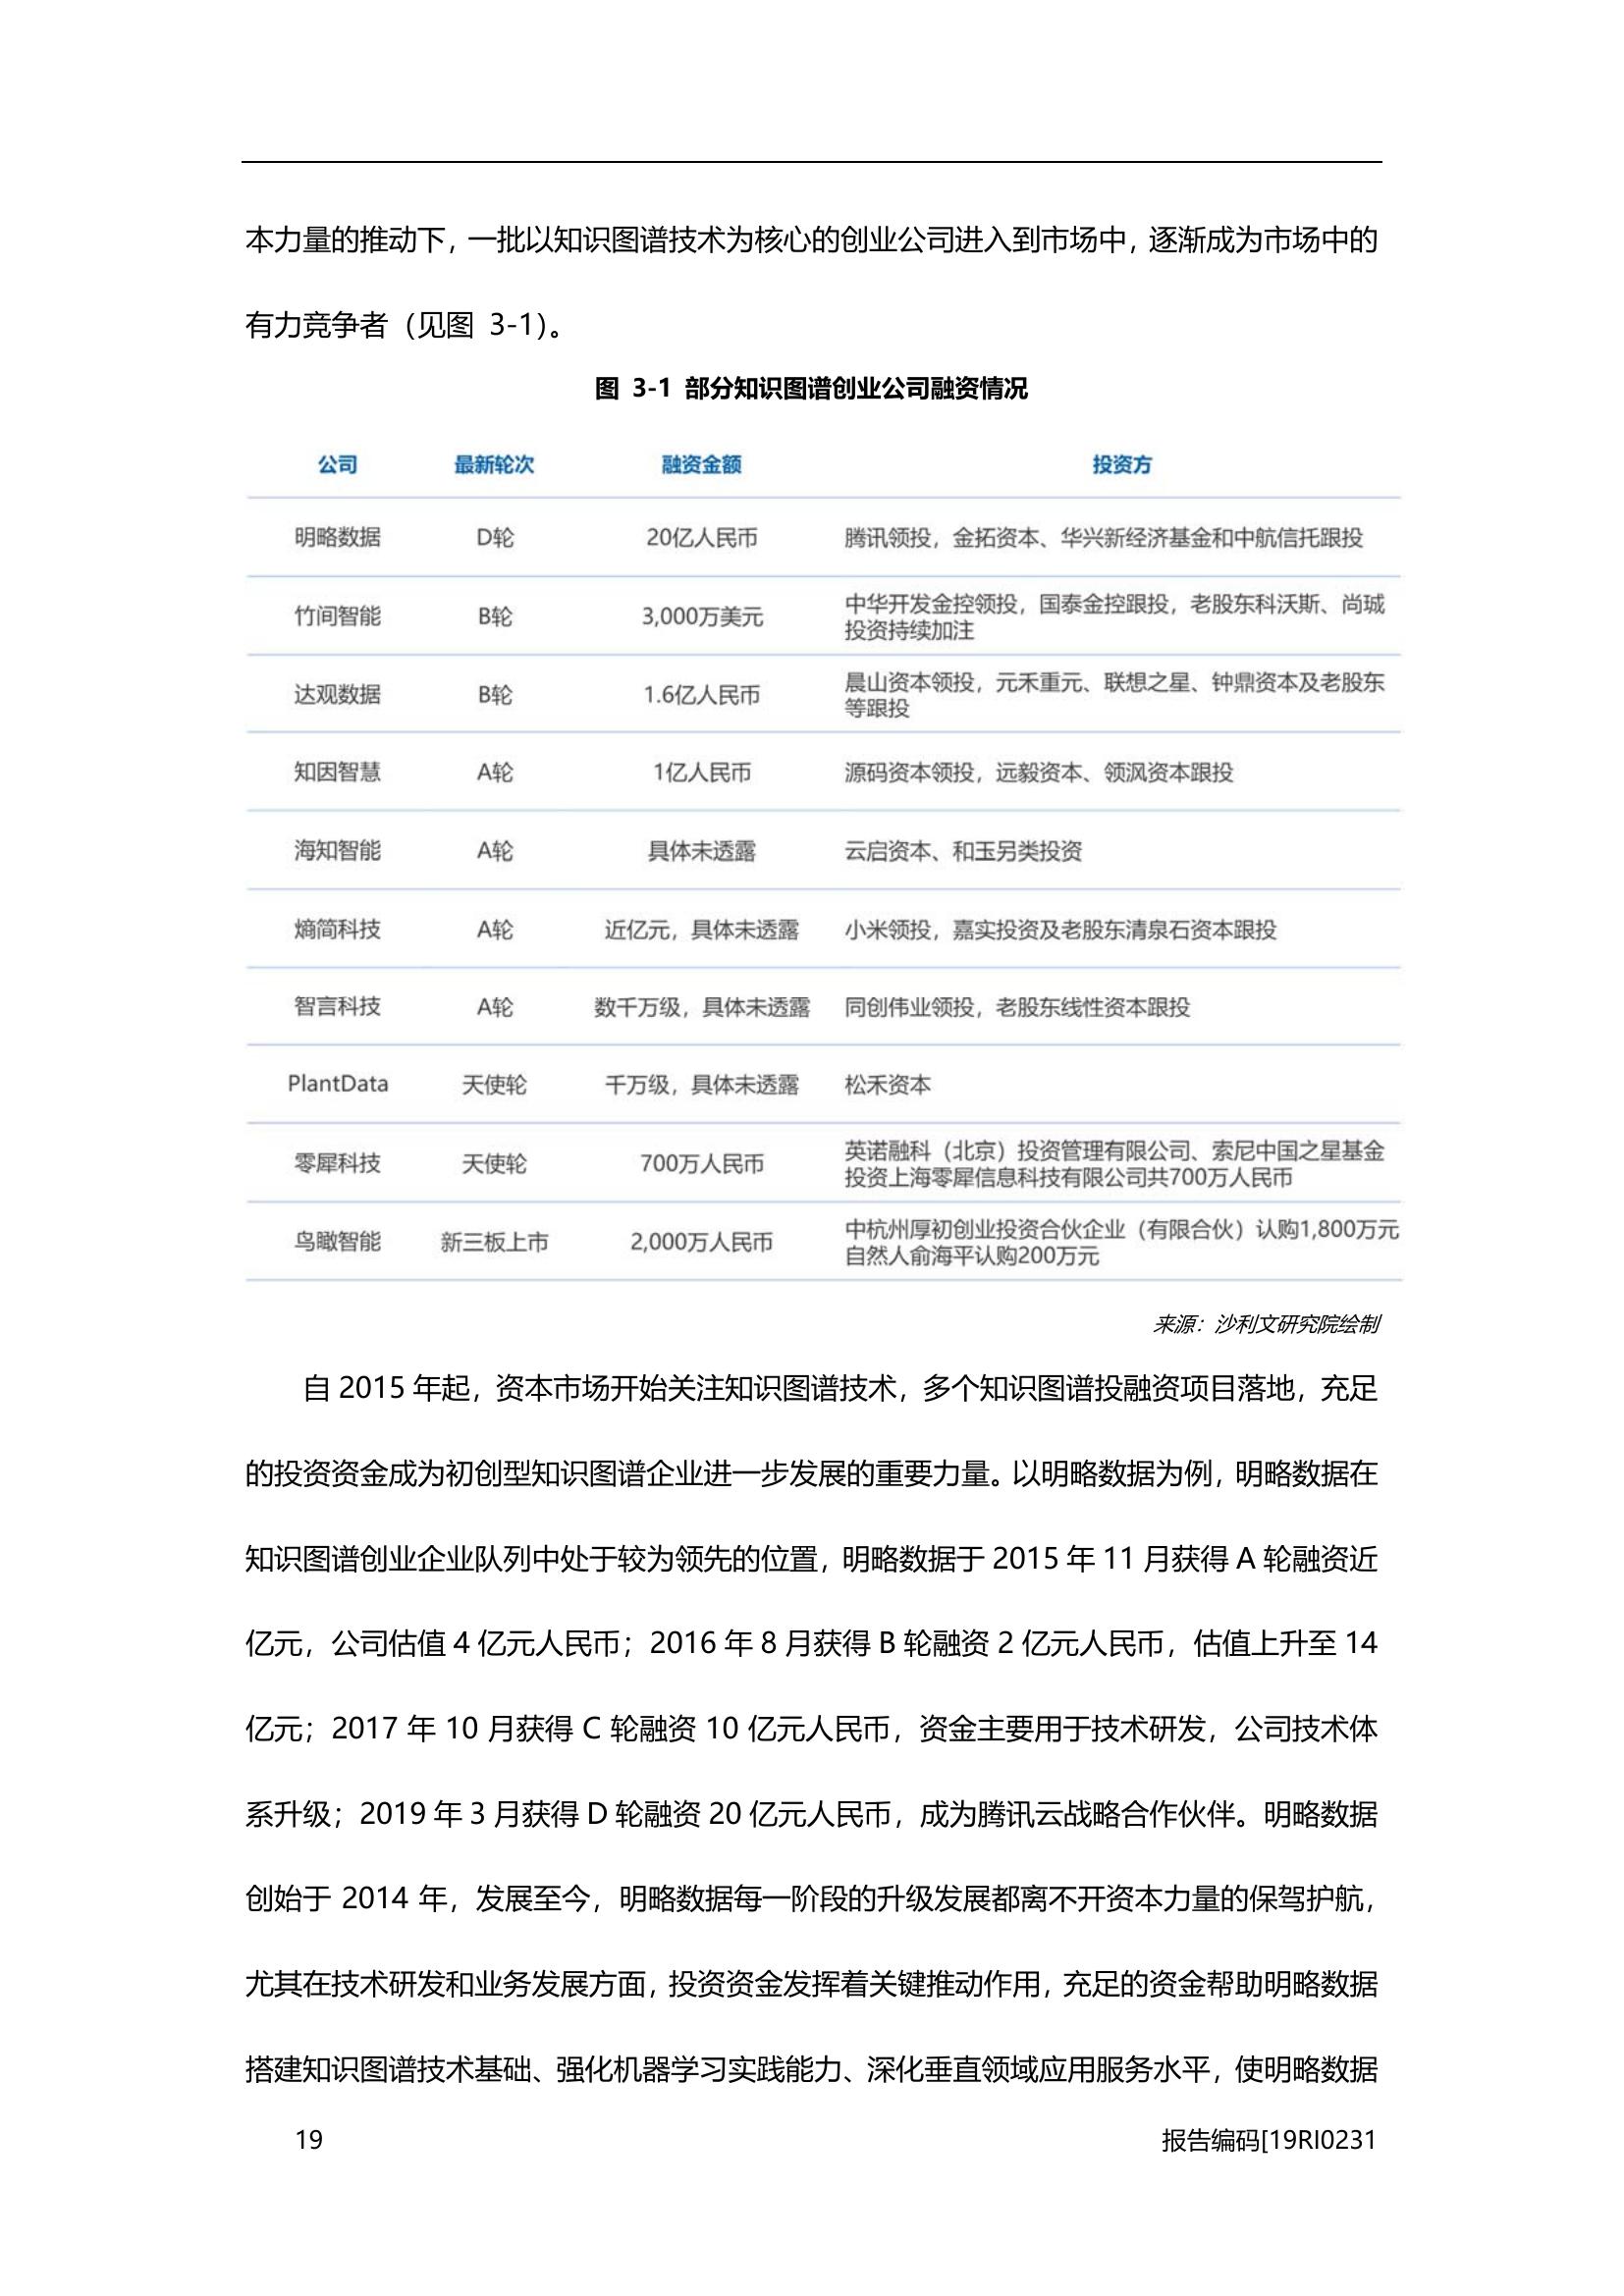 本力量的推动下，一批以知识图谱技术为核心的创业公司进入到市场中，逐渐成为市场中的
有力竞争者（见图 3-1）。
图 3-1 部分知识图谱创业公司融资情况
公司 最新轮次 融资金额 投资方
明略数据 D轮 20亿人民币 腾讯领投，金拓资本、华兴新经济基金和中航信托跟投
竹间智能 B轮 3,000万美元 中华开发金控领投，国泰金控跟投，老股东科沃斯、尚珹
投资持续加注
达观数据 B轮 1.6亿人民币 晨山资本领投，元禾重元、联想之星、钟鼎资本及老股东
等跟投
知因智慧 A轮 1亿人民币 源码资本领投，远毅资本、领沨资本跟投
海知智能 A轮 具体未透露 云启资本、和玉另类投资
熵简科技 A轮 近亿元，具体未透露 小米领投，嘉实投资及老股东清泉石资本跟投
智言科技 A轮 数千万级，具体未透露 同创伟业领投，老股东线性资本跟投
PlantData 天使轮 千万级，具体未透露 松禾资本
零犀科技 天使轮 700万人民币 英诺融科（北京）投资管理有限公司、索尼中国之星基金
投资上海零犀信息科技有限公司共700万人民币
鸟瞰智能 新三板上市 2,000万人民币 中杭州厚初创业投资合伙企业（有限合伙）认购1,800万元
自然人俞海平认购200万元
来源：沙利文研究院绘制
自 2015 年起，资本市场开始关注知识图谱技术，多个知识图谱投融资项目落地，充足
的投资资金成为初创型知识图谱企业进一步发展的重要力量。以明略数据为例，明略数据在
知识图谱创业企业队列中处于较为领先的位置，明略数据于 2015 年 11 月获得 A 轮融资近
亿元，公司估值 4 亿元人民币；2016 年 8 月获得 B 轮融资 2 亿元人民币，估值上升至 14
亿元；2017 年 10 月获得 C 轮融资 10 亿元人民币，资金主要用于技术研发，公司技术体
系升级；2019 年 3 月获得 D 轮融资 20 亿元人民币，成为腾讯云战略合作伙伴。明略数据
创始于 2014 年，发展至今，明略数据每一阶段的升级发展都离不开资本力量的保驾护航，
尤其在技术研发和业务发展方面，投资资金发挥着关键推动作用，充足的资金帮助明略数据
搭建知识图谱技术基础、强化机器学习实践能力、深化垂直领域应用服务水平，使明略数据
19 报告编码[19RI0231